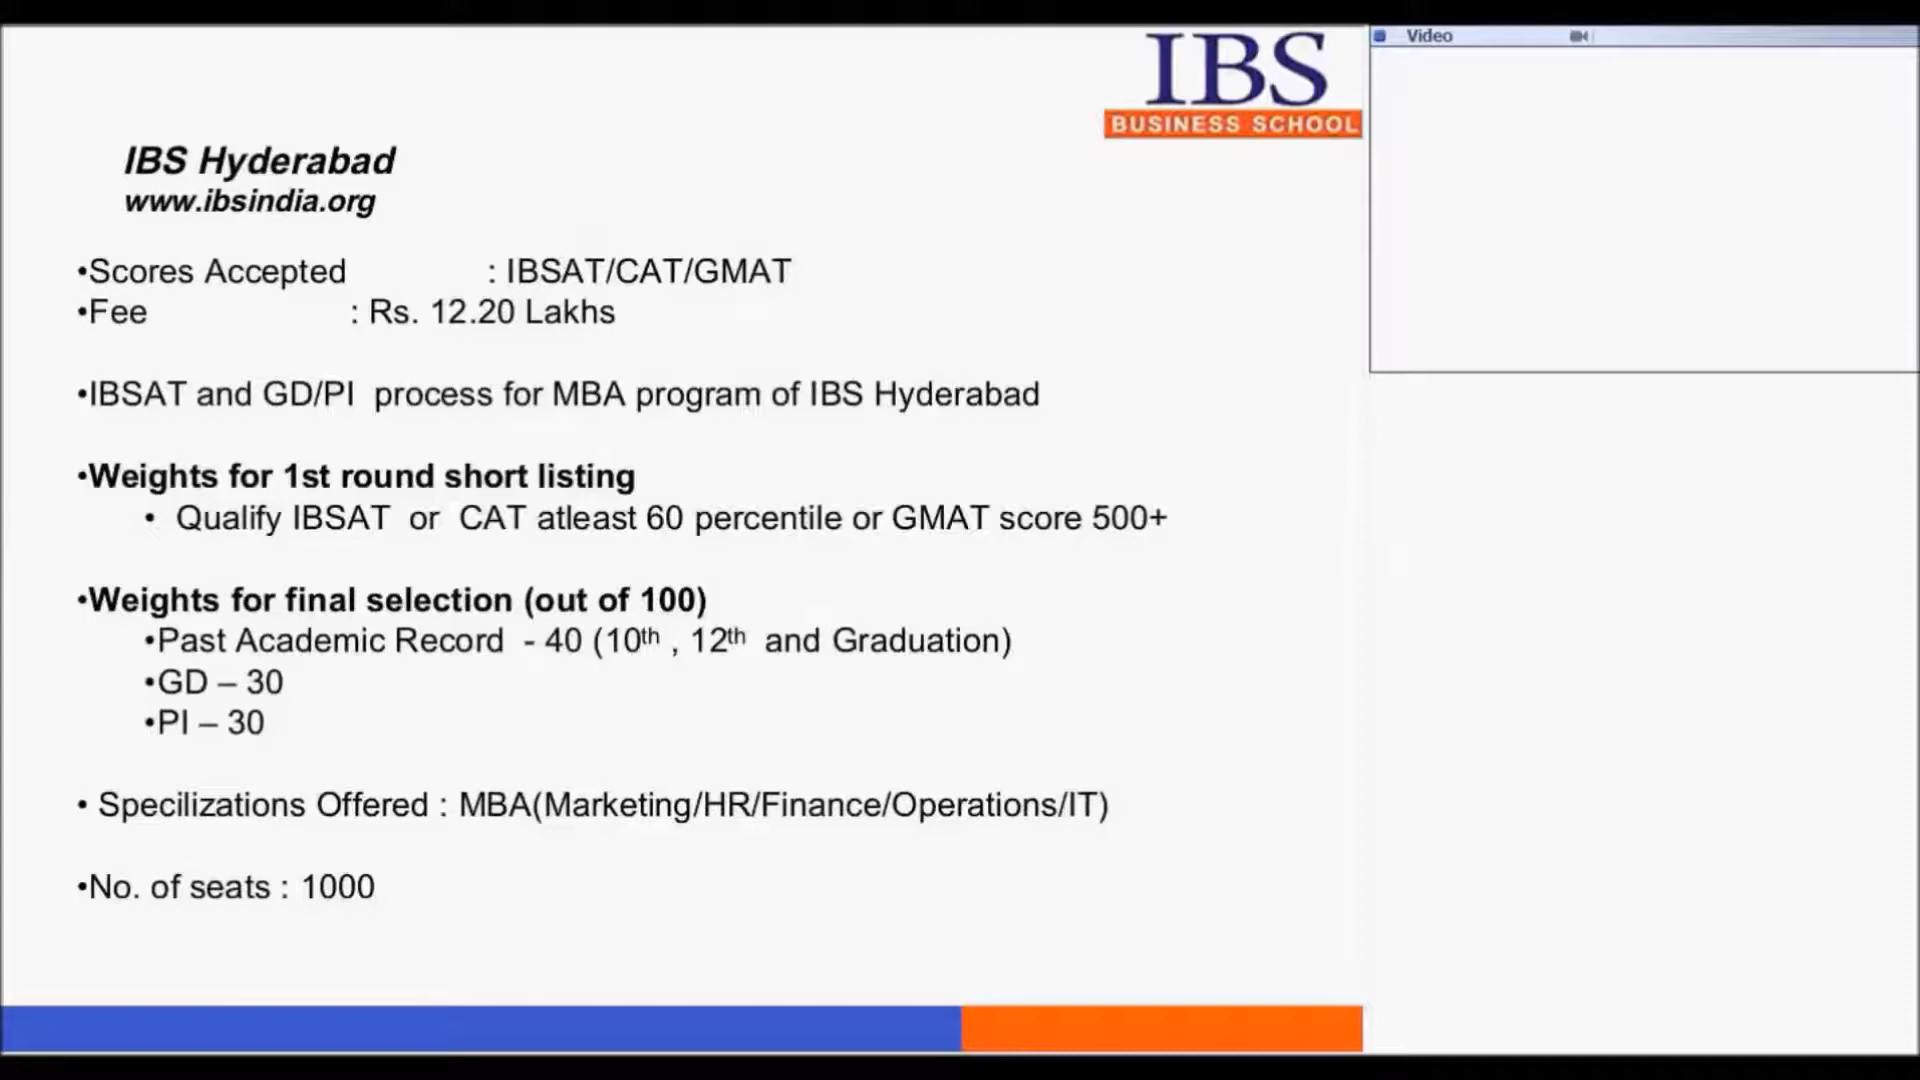 IBS
BUSINESS SCHOOL
Video
IBS Hyderabad
www.ibsindia.org
•Scores Accepted : IBSAT/CAT/GMAT
•Fee : Rs. 12.20 Lakhs
•IBSAT and GD/PI process for MBA program of IBS Hyderabad
•Weights for 1st round short listing
• Qualify IBSAT or CAT atleast 60 percentile or GMAT score 500+
•Weights for final selection (out of 100)
•Past Academic Record - 40 (10th , 12th and Graduation)
•GD – 30
•PI – 30
• Specilizations Offered : MBA(Marketing/HR/Finance/Operations/IT)
•No. of seats : 1000